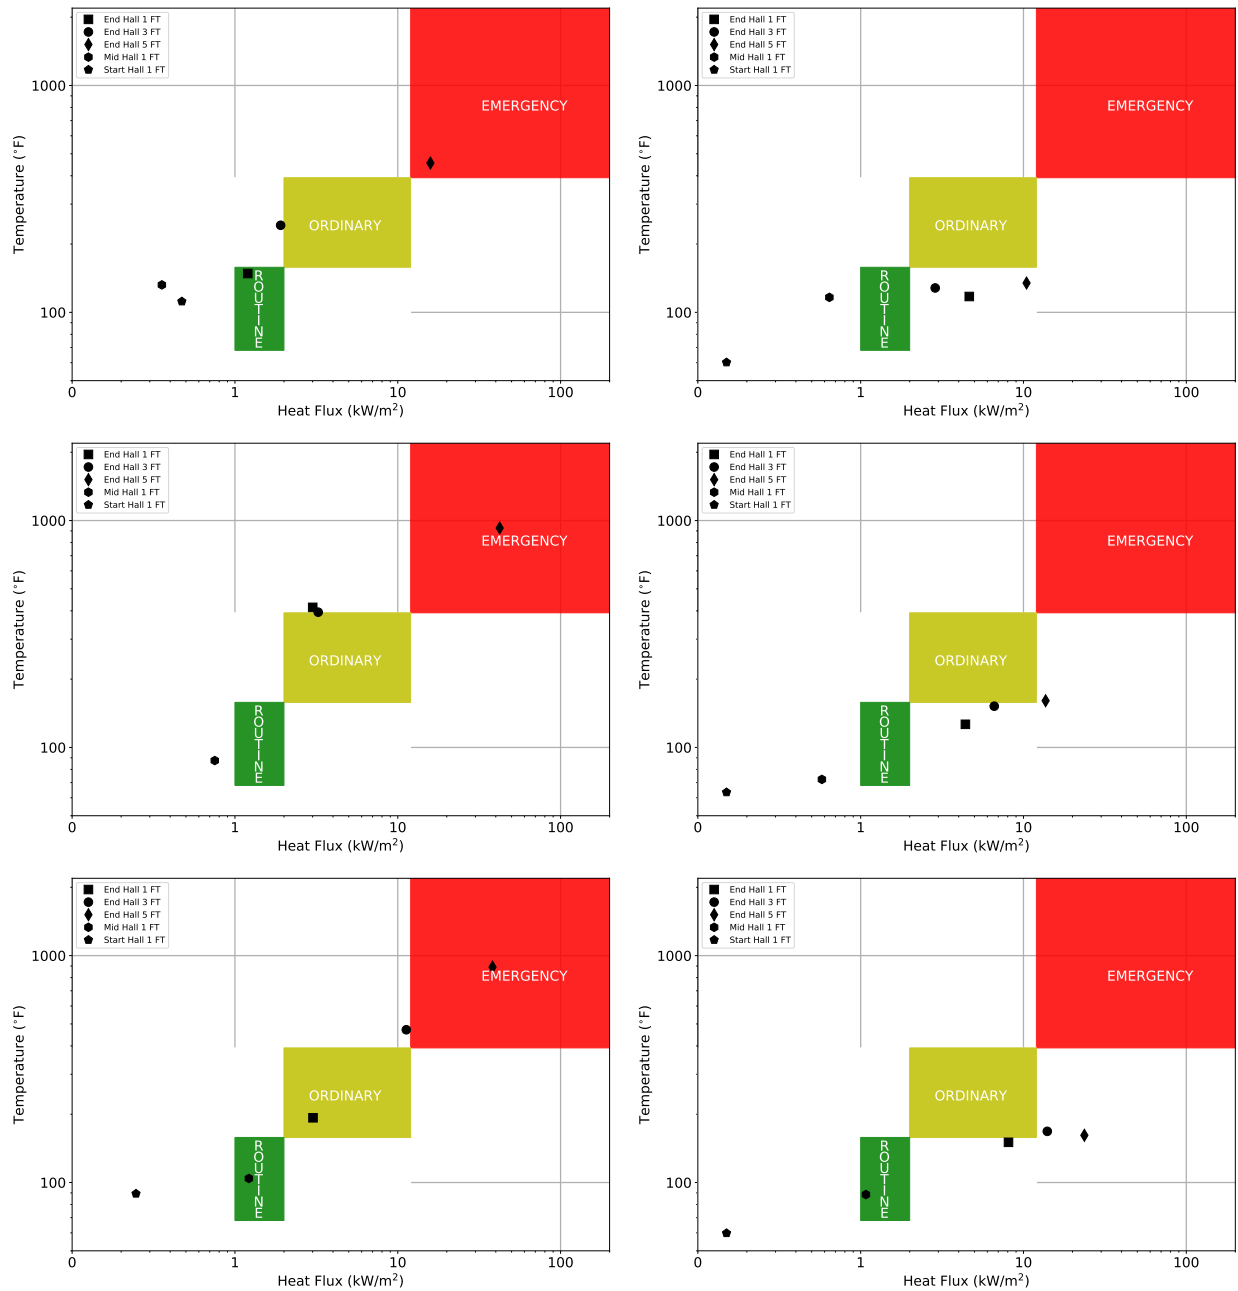 End Hall 1 FT
End Hall 3 FT
End Hall 5 FT
Mid Hall 1 FT
Start Hall 1 FT
EMERGENCY
ORDINARY
ROUTINE
1000
100
Temperature (°F)
0 1 10 100
Heat Flux (kW/m²)
End Hall 1 FT
End Hall 3 FT
End Hall 5 FT
Mid Hall 1 FT
Start Hall 1 FT
EMERGENCY
ORDINARY
ROUTINE
1000
100
Temperature (°F)
0 1 10 100
Heat Flux (kW/m²)
End Hall 1 FT
End Hall 3 FT
End Hall 5 FT
Mid Hall 1 FT
Start Hall 1 FT
EMERGENCY
ORDINARY
ROUTINE
1000
100
Temperature (°F)
0 1 10 100
Heat Flux (kW/m²)
End Hall 1 FT
End Hall 3 FT
End Hall 5 FT
Mid Hall 1 FT
Start Hall 1 FT
EMERGENCY
ORDINARY
ROUTINE
1000
100
Temperature (°F)
0 1 10 100
Heat Flux (kW/m²)
End Hall 1 FT
End Hall 3 FT
End Hall 5 FT
Mid Hall 1 FT
Start Hall 1 FT
EMERGENCY
ORDINARY
ROUTINE
1000
100
Temperature (°F)
0 1 10 100
Heat Flux (kW/m²)
End Hall 1 FT
End Hall 3 FT
End Hall 5 FT
Mid Hall 1 FT
Start Hall 1 FT
EMERGENCY
ORDINARY
ROUTINE
1000
100
Temperature (°F)
0 1 10 100
Heat Flux (kW/m²)